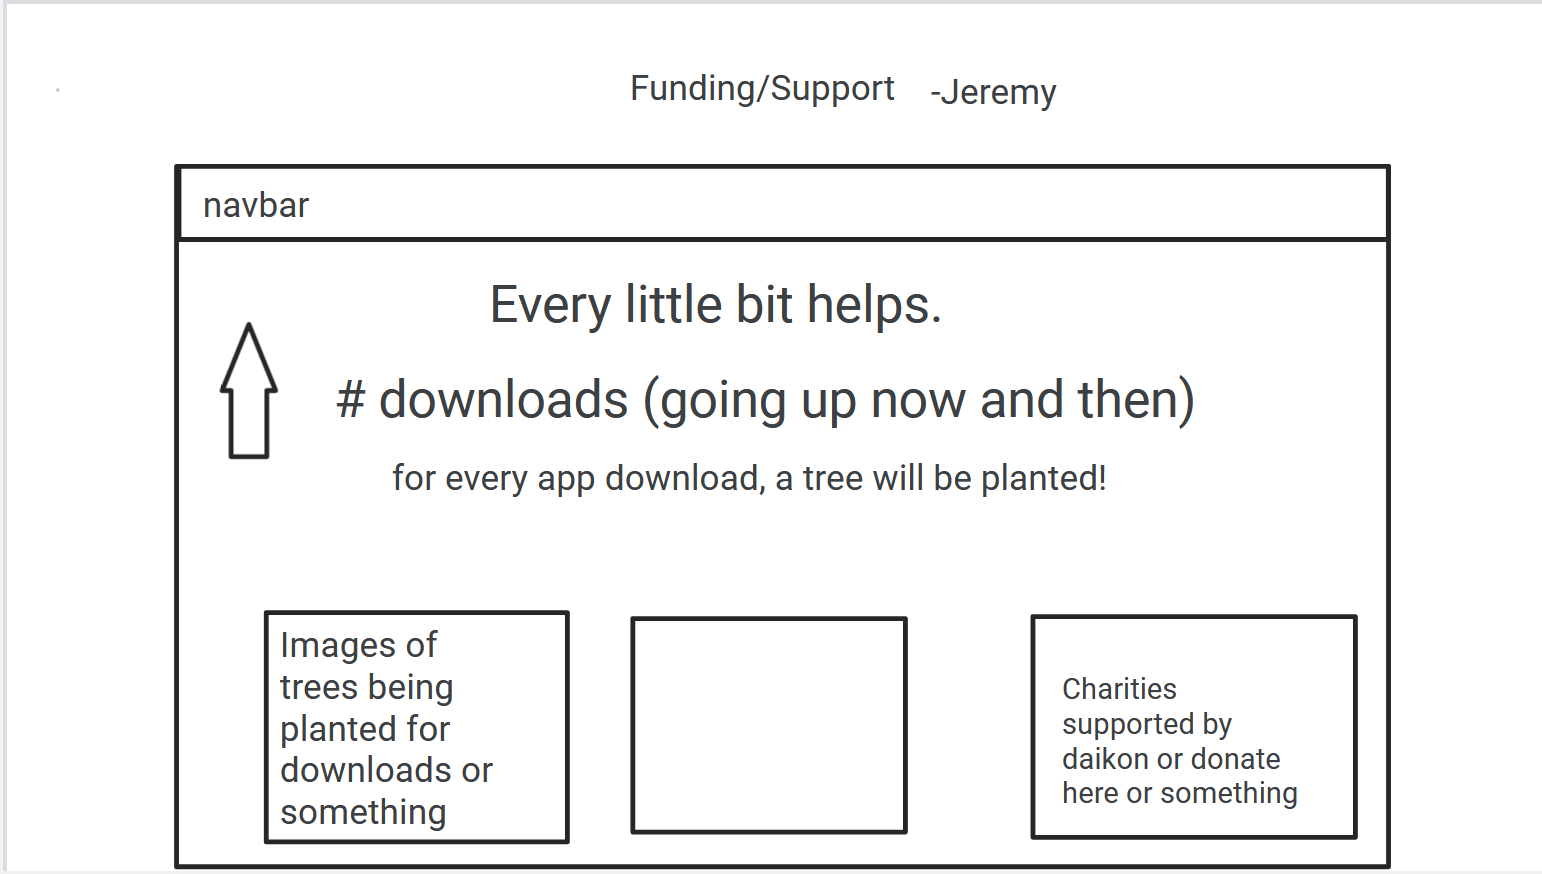 Funding/Support -Jeremy
navbar
Every little bit helps.
# downloads (going up now and then)
for every app download, a tree will be planted!
Images of
trees being
planted for
downloads or
something
Charities
supported by
daikon or donate
here or something